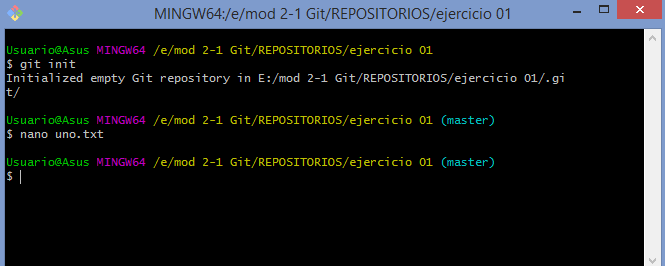 MINGW64:/e/mod 2-1 Git/REPOSITORIOS/ejercicio 01
Usuario@Asus MINGW64 /e/mod 2-1 Git/REPOSITORIOS/ejercicio 01
$ git init
Initialized empty Git repository in E:/mod 2-1 Git/REPOSITORIOS/ejercicio 01/.gi
t/
Usuario@Asus MINGW64 /e/mod 2-1 Git/REPOSITORIOS/ejercicio 01 (master)
$ nano uno.txt
Usuario@Asus MINGW64 /e/mod 2-1 Git/REPOSITORIOS/ejercicio 01 (master)
$